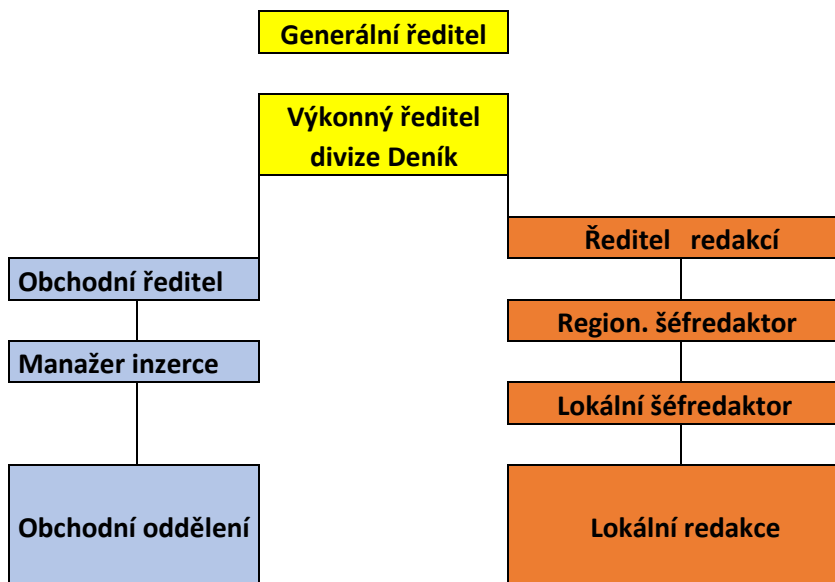 Generální ředitel
Výkonný ředitel
divize Deník
Ředitel redakcí
Obchodní ředitel
Region. šéfredaktor
Manažer inzerce
Lokální šéfredaktor
Obchodní oddělení
Lokální redakce